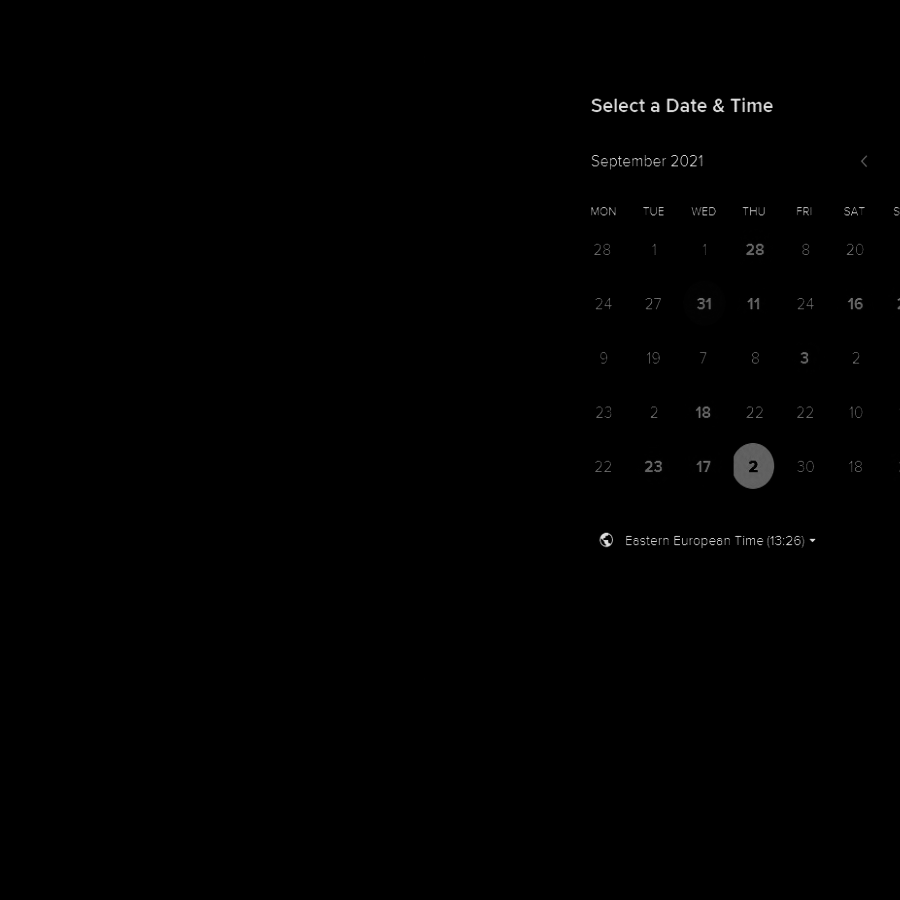 Select a Date & Time
September 2021
MON TUE WED THU FRI SAT
28 1 1 28 8 20
24 27 31 11 24 16
9 19 7 8 3 2
23 2 18 22 22 10
22 23 17 2 30 18
Eastern European Time (13:26)